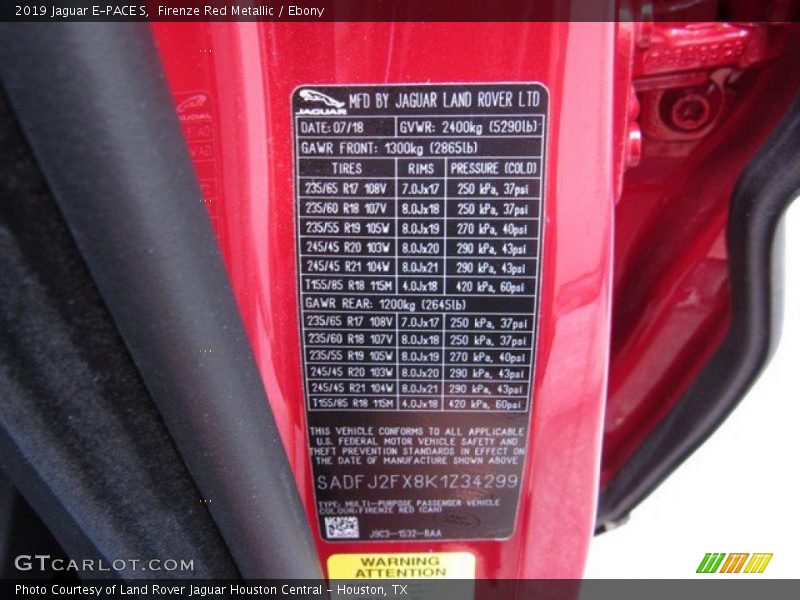 2019 Jaguar E-PACE S, Firenze Red Metallic / Ebony
JAGUAR MFD BY JAGUAR LAND ROVER LTD
DATE: 07/18 GVWR: 2400kg (5290lb)
GAWR FRONT: 1300kg (2865lb)
TIRES RIMS PRESSURE (COLD)
235/65 R17 108V 7.0Jx17 250 kPa, 37psi
235/60 R18 107V 8.0Jx18 250 kPa, 37psi
235/55 R19 105W 8.0Jx19 270 kPa, 40psi
245/45 R20 103W 8.0Jx20 290 kPa, 43psi
245/45 R21 104W 8.0Jx21 290 kPa, 43psi
T155/85 R18 115M 4.0Jx18 420 kPa, 60psi
GAWR REAR: 1200kg (2645lb)
235/65 R17 108V 7.0Jx17 250 kPa, 37psi
235/60 R18 107V 8.0Jx18 250 kPa, 37psi
235/55 R19 105W 8.0Jx19 270 kPa, 40psi
245/45 R20 103W 8.0Jx20 290 kPa, 43psi
245/45 R21 104W 8.0Jx21 290 kPa, 43psi
T155/85 R18 115M 4.0Jx18 420 kPa, 60psi
THIS VEHICLE CONFORMS TO ALL APPLICABLE
U.S. FEDERAL MOTOR VEHICLE SAFETY AND
THEFT PREVENTION STANDARDS IN EFFECT ON
THE DATE OF MANUFACTURE SHOWN ABOVE
SADFJ2FX8K1Z34299
TYPE: MULTI-PURPOSE PASSENGER VEHICLE
COLOUR: FIRENZE RED (CAH)
J9C3-1532-BAA
WARNING
ATTENTION
GTCARLOT.COM
Photo Courtesy of Land Rover Jaguar Houston Central - Houston, TX